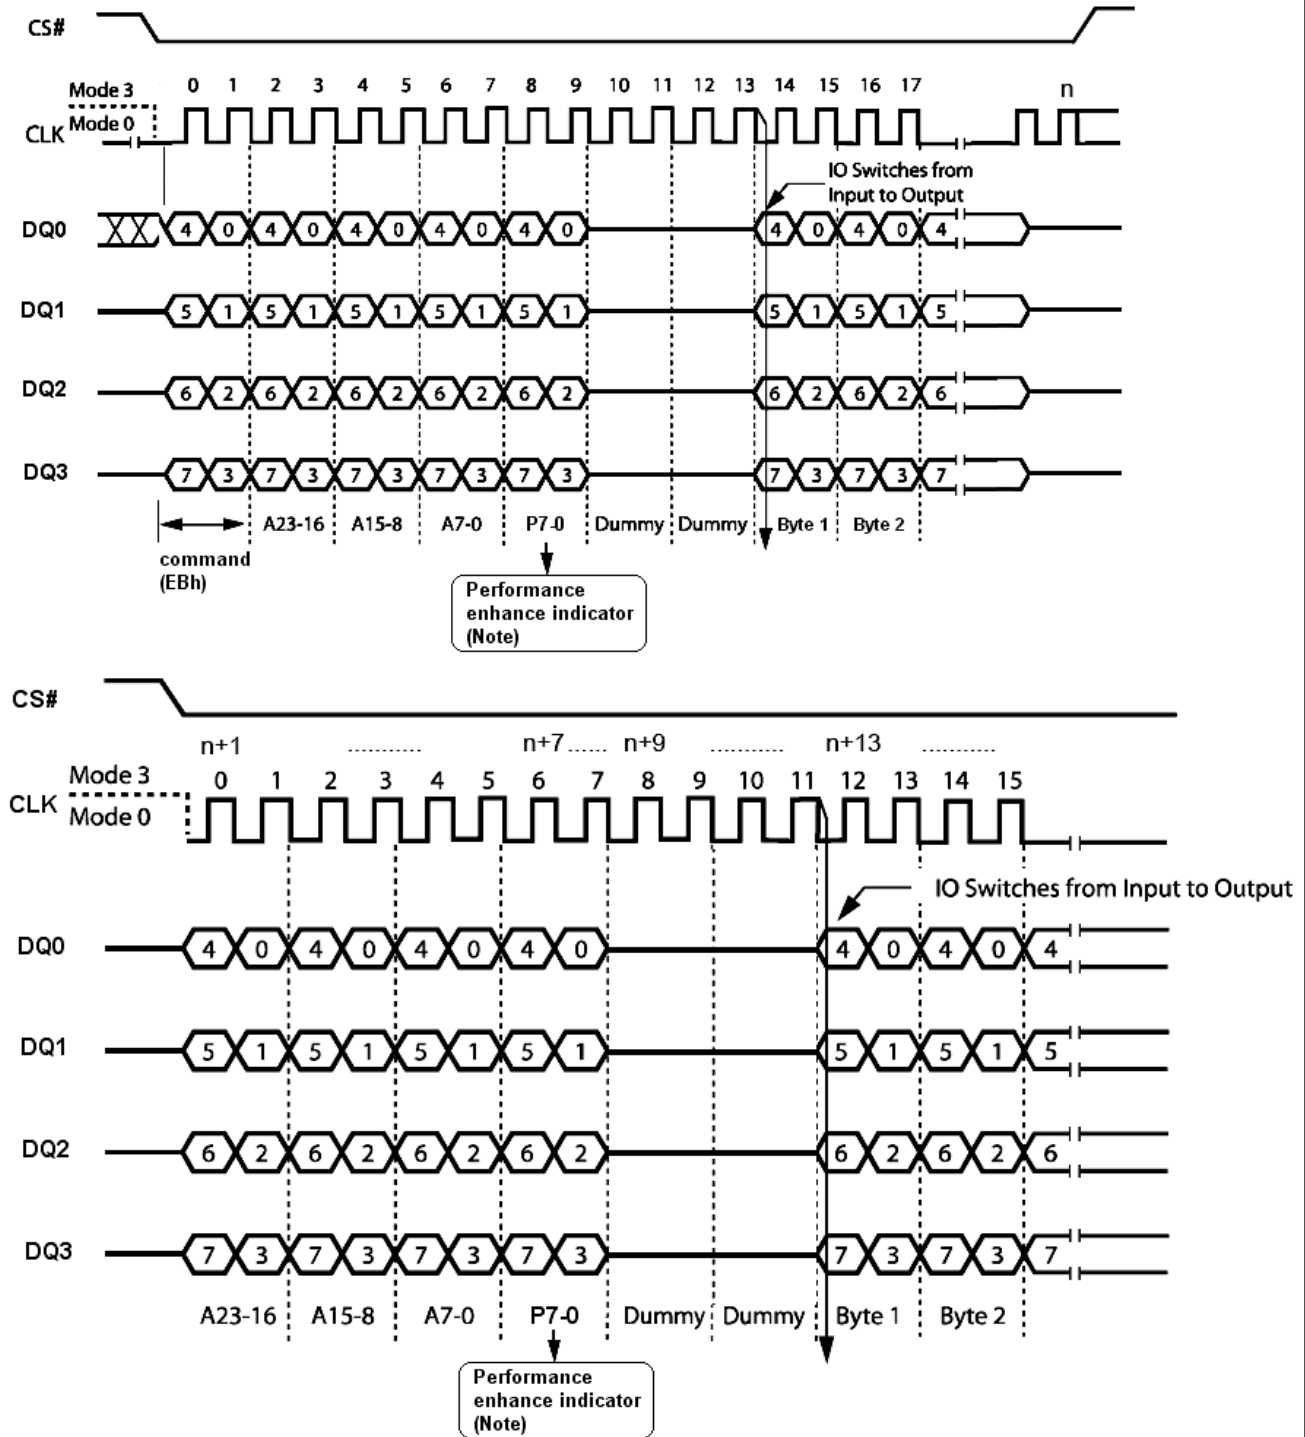 CS#
0 1 2 3 4 5 6 7 8 9 10 11 12 13 14 15 16 17 n
Mode 3
Mode 0
CLK
IO Switches from
Input to Output
DQ0 4 0 4 0 4 0 4 0 4 0 4 0 4 0 4
DQ1 5 1 5 1 5 1 5 1 5 1 5 1 5 1 5
DQ2 6 2 6 2 6 2 6 2 6 2 6 2 6 2 6
DQ3 7 3 7 3 7 3 7 3 7 3 7 3 7 3 7
A23-16 A15-8 A7-0 P7-0 Dummy Dummy Byte 1 Byte 2
command
(EBh)
Performance
enhance indicator
(Note)
CS#
n+1 ............ n+7 ...... n+9 ............ n+13 ............
Mode 3 0 1 2 3 4 5 6 7 8 9 10 11 12 13 14 15
CLK
Mode 0
IO Switches from Input to Output
DQ0 4 0 4 0 4 0 4 0 4 0 4 0 4
DQ1 5 1 5 1 5 1 5 1 5 1 5 1 5
DQ2 6 2 6 2 6 2 6 2 6 2 6 2 6
DQ3 7 3 7 3 7 3 7 3 7 3 7 3 7
A23-16 A15-8 A7-0 P7-0 Dummy Dummy Byte 1 Byte 2
Performance
enhance indicator
(Note)